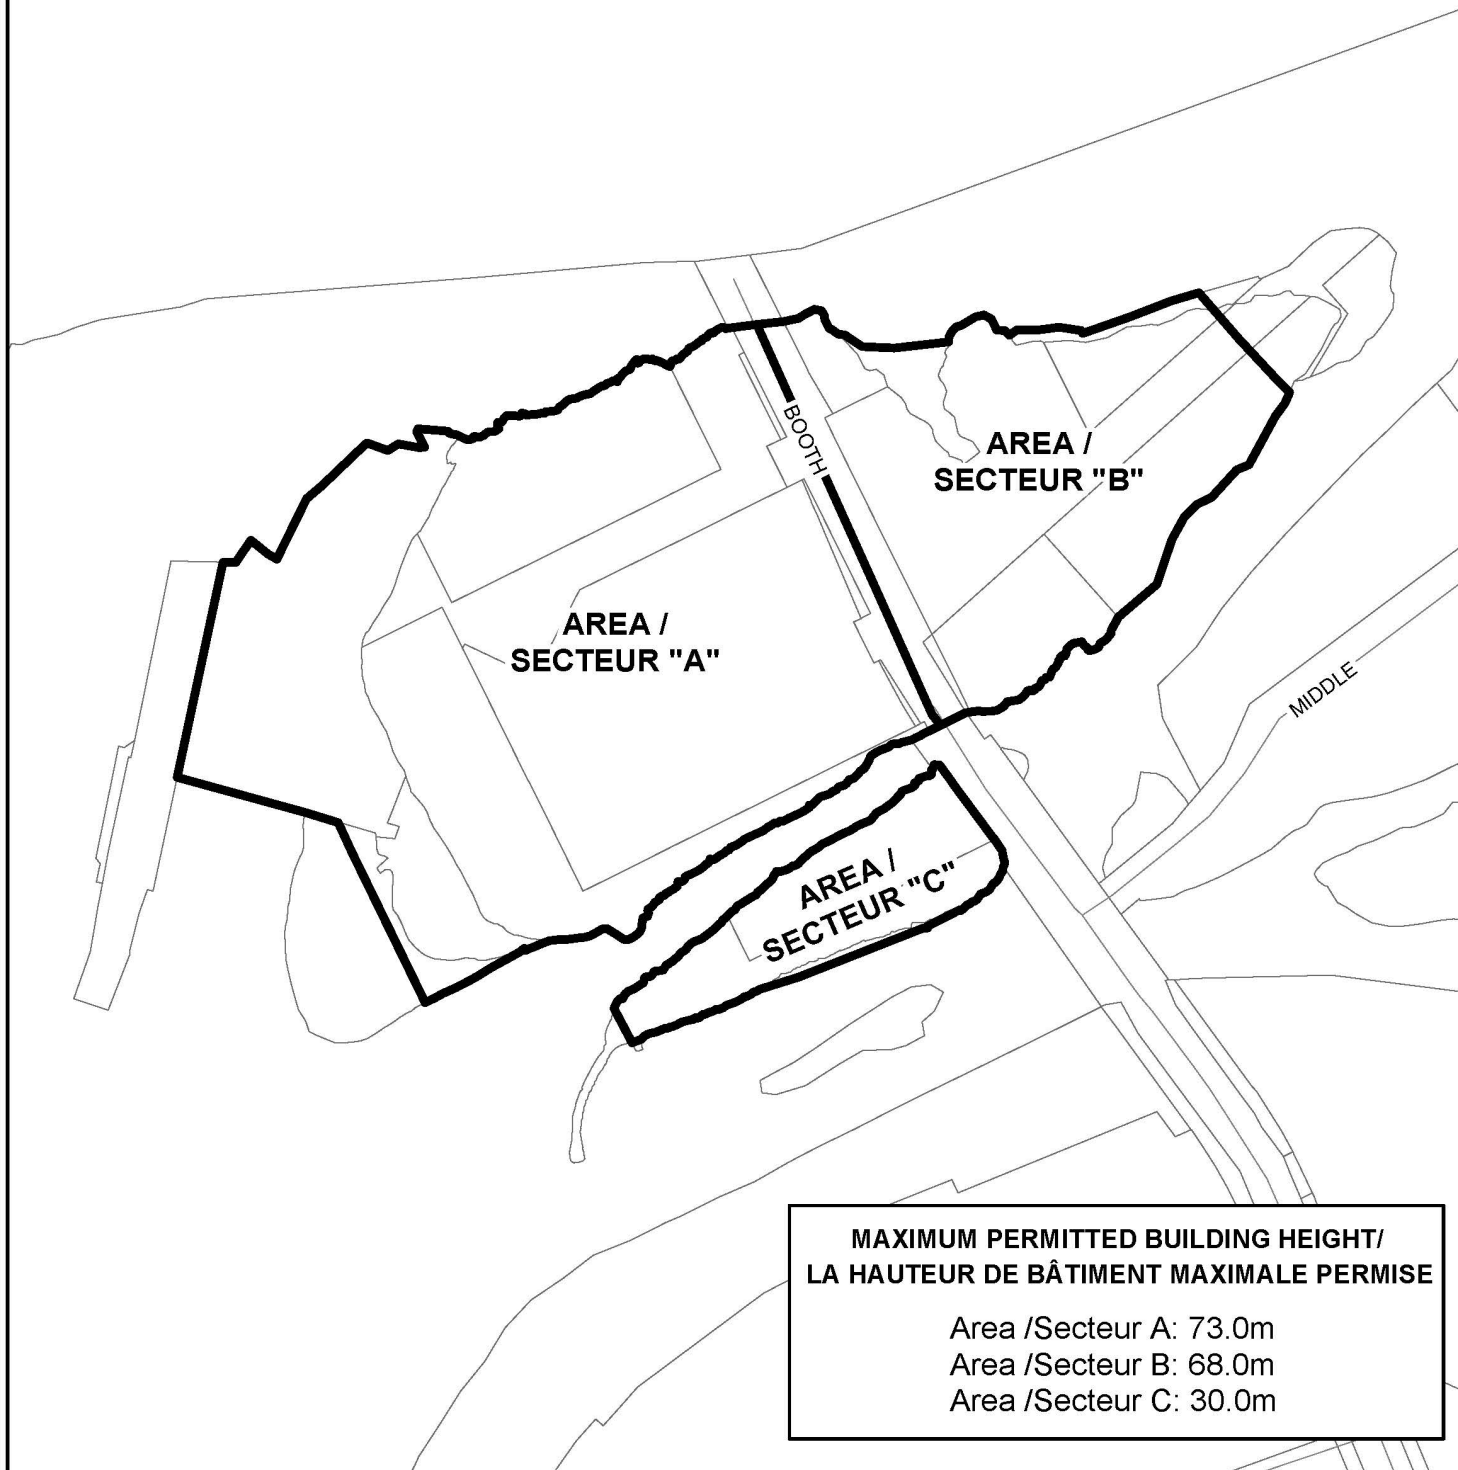 BOOTH
AREA /
SECTEUR "B"
AREA /
SECTEUR "A"
MIDDLE
AREA /
SECTEUR "C"
MAXIMUM PERMITTED BUILDING HEIGHT/
LA HAUTEUR DE BÂTIMENT MAXIMALE PERMISE
Area /Secteur A: 73.0m
Area /Secteur B: 68.0m
Area /Secteur C: 30.0m